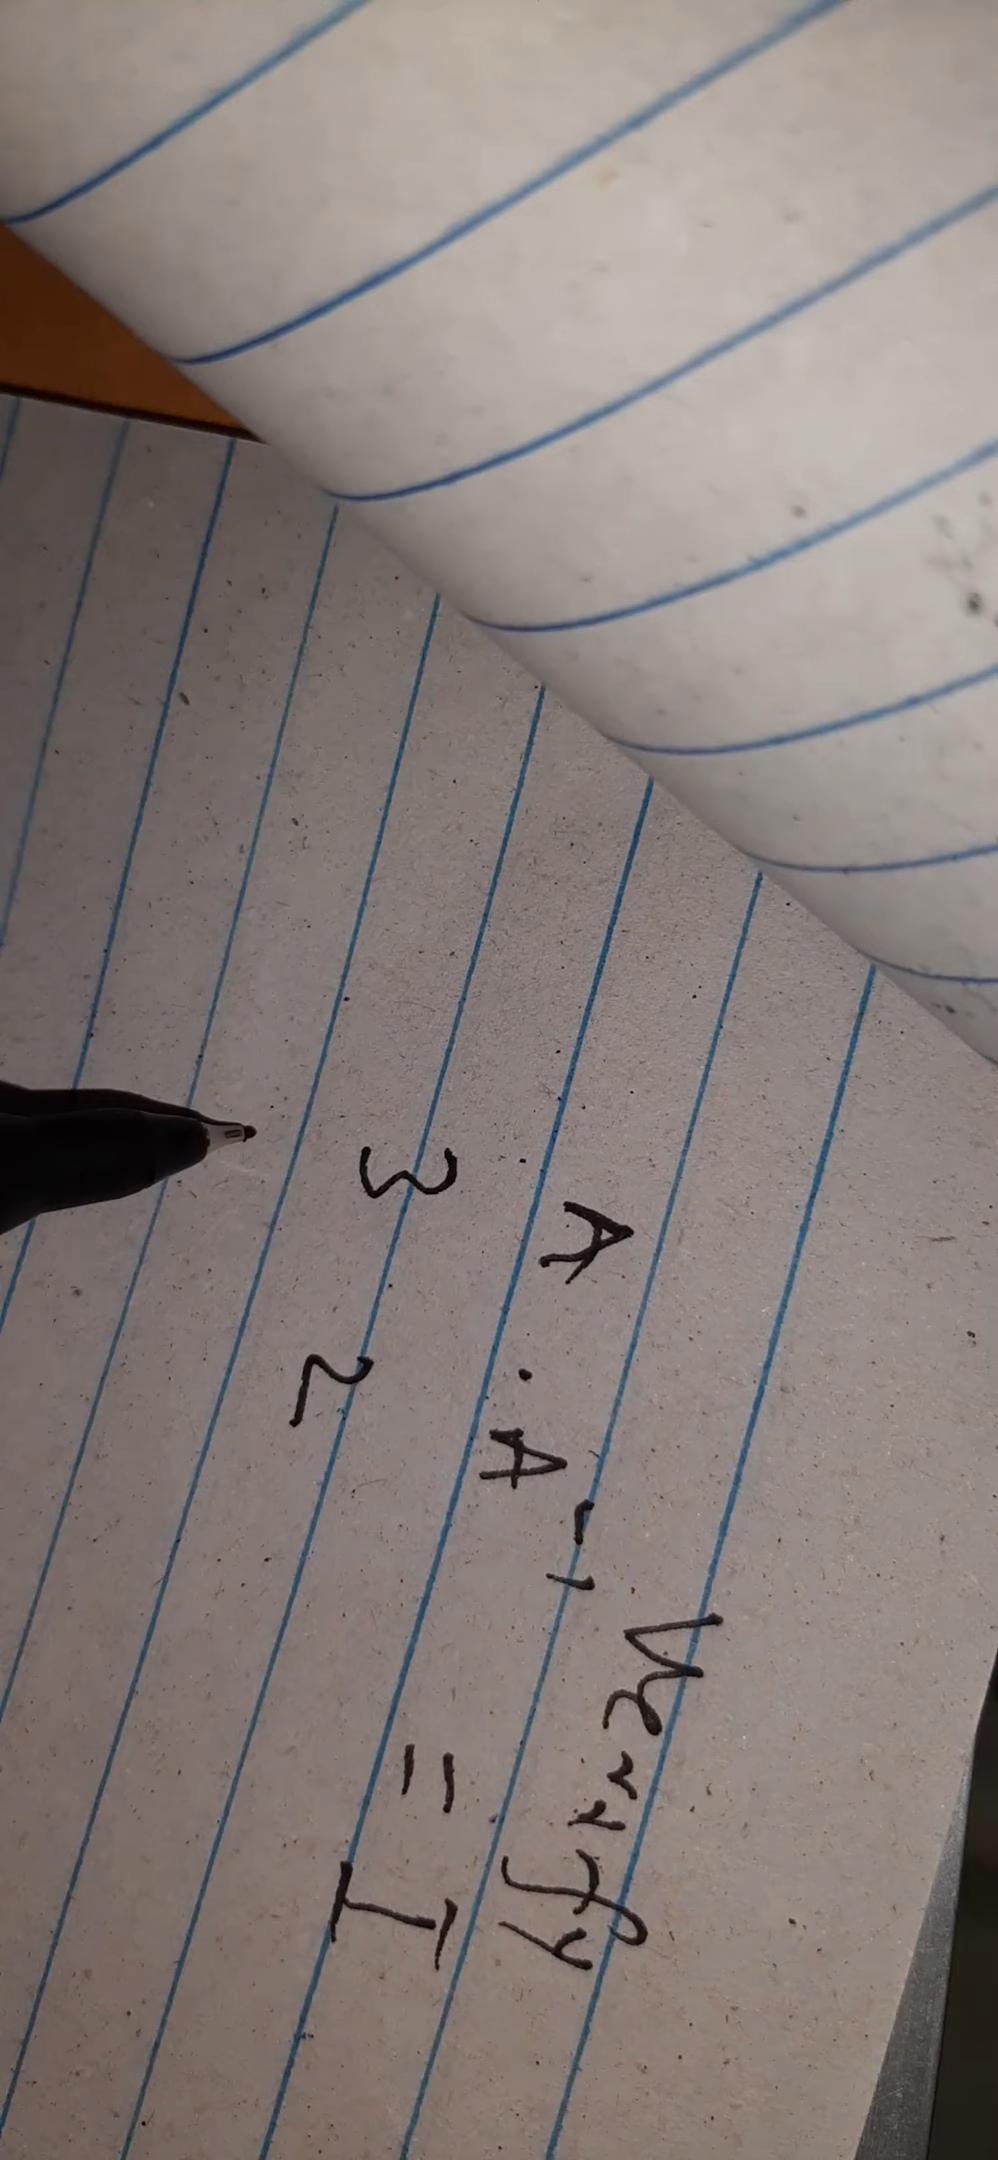 Verify
A . A⁻¹ = I
3 2